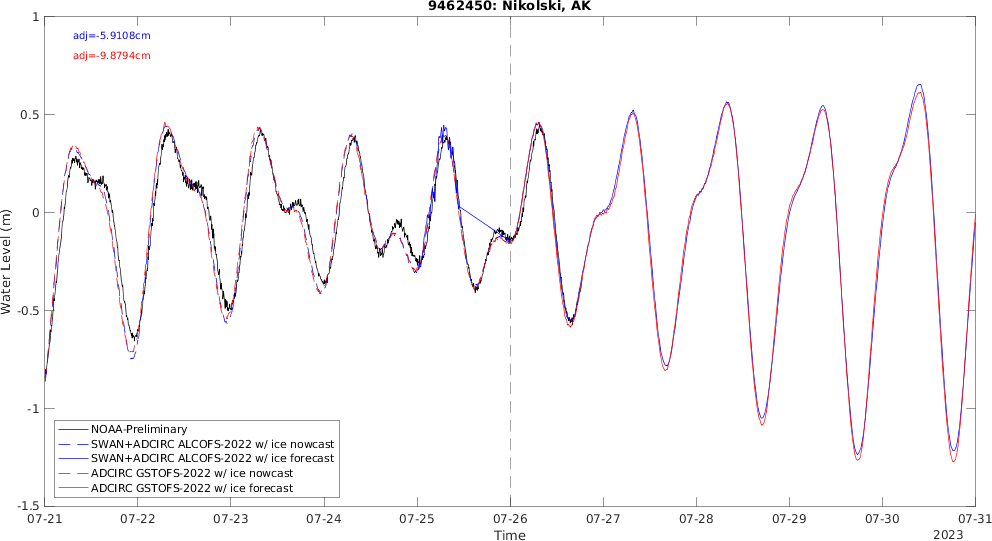 9462450: Nikolski, AK
adj=-5.9108cm
adj=-9.8794cm
1
0.5
0
-0.5
-1
-1.5
Water Level (m)
NOAA-Preliminary
SWAN+ADCIRC ALCOFS-2022 w/ ice nowcast
SWAN+ADCIRC ALCOFS-2022 w/ ice forecast
ADCIRC GSTOFS-2022 w/ ice nowcast
ADCIRC GSTOFS-2022 w/ ice forecast
07-21 07-22 07-23 07-24 07-25 07-26 07-27 07-28 07-29 07-30 07-31
Time
2023